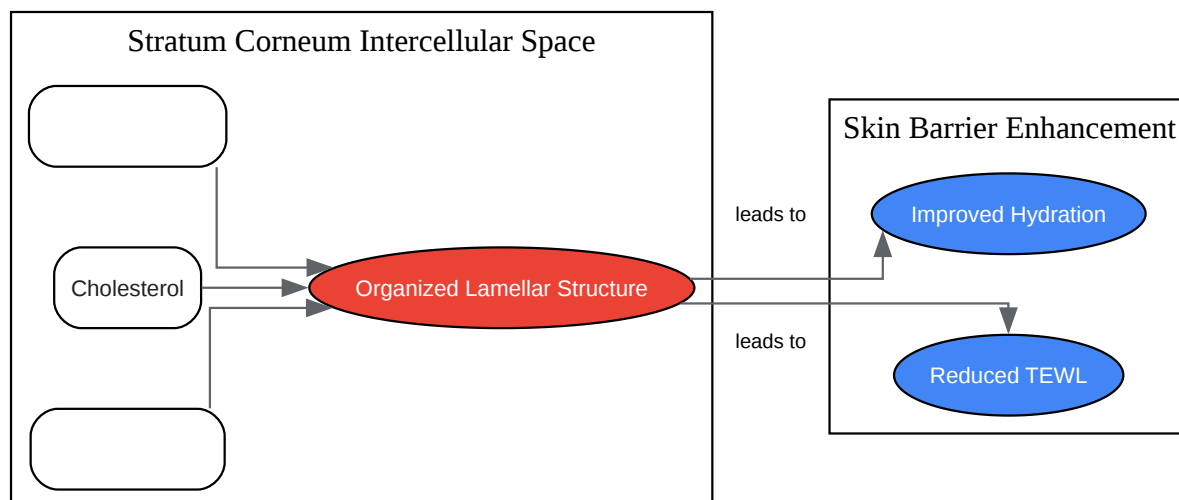 Stratum Corneum Intercellular Space
Cholesterol
Organized Lamellar Structure
leads to
leads to
Skin Barrier Enhancement
Improved Hydration
Reduced TEWL